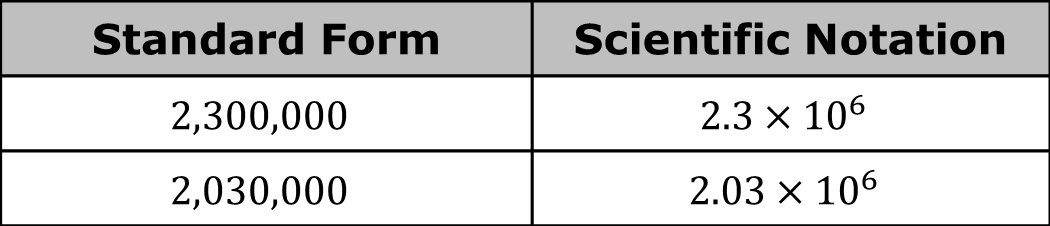 Standard Form Scientific Notation
2,300,000 2.3 × 10⁶
2,030,000 2.03 × 10⁶